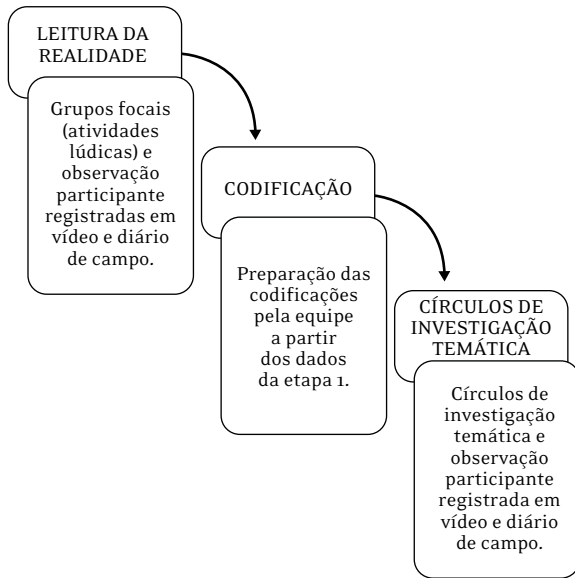 LEITURA DA
REALIDADE
Grupos focais
(atividades
lúdicas) e
observação
participante
registradas em
vídeo e diário
de campo.
CODIFICAÇÃO
Preparação das
codificações
pela equipe
a partir
dos dados
da etapa 1.
CÍRCULOS DE
INVESTIGAÇÃO
TEMÁTICA
Círculos de
investigação
temática e
observação
participante
registrada em
vídeo e diário
de campo.